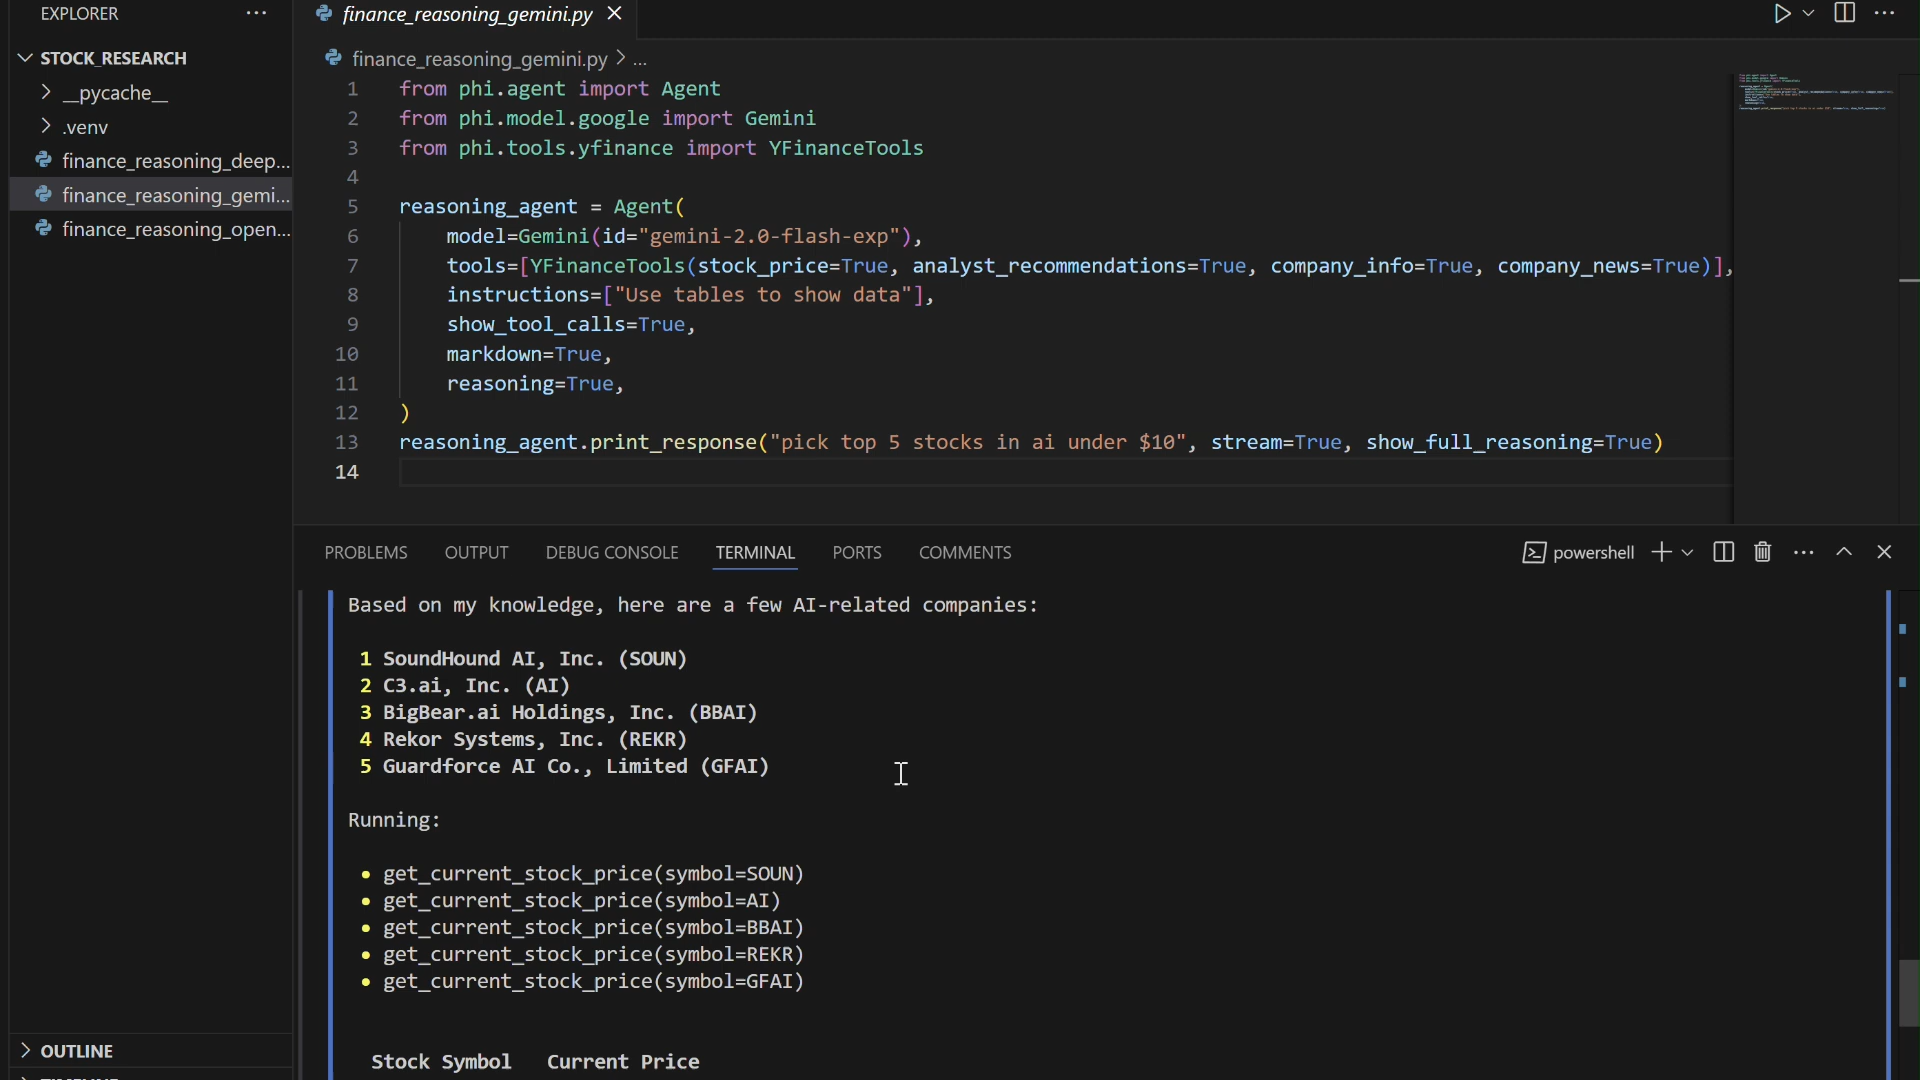 EXPLORER
STOCK_RESEARCH
__pycache__
.venv
finance_reasoning_deep...
finance_reasoning_gemi...
finance_reasoning_open...
OUTLINE
finance_reasoning_gemini.py
finance_reasoning_gemini.py > ...
1 from phi.agent import Agent
2 from phi.model.google import Gemini
3 from phi.tools.yfinance import YFinanceTools
4
5 reasoning_agent = Agent(
6 model=Gemini(id="gemini-2.0-flash-exp"),
7 tools=[YFinanceTools(stock_price=True, analyst_recommendations=True, company_info=True, company_news=True)],
8 instructions=["Use tables to show data"],
9 show_tool_calls=True,
10 markdown=True,
11 reasoning=True,
12 )
13 reasoning_agent.print_response("pick top 5 stocks in ai under $10", stream=True, show_full_reasoning=True)
14
PROBLEMS OUTPUT DEBUG CONSOLE TERMINAL PORTS COMMENTS
powershell
Based on my knowledge, here are a few AI-related companies:
1 SoundHound AI, Inc. (SOUN)
2 C3.ai, Inc. (AI)
3 BigBear.ai Holdings, Inc. (BBAI)
4 Rekor Systems, Inc. (REKR)
5 Guardforce AI Co., Limited (GFAI)
Running:
• get_current_stock_price(symbol=SOUN)
• get_current_stock_price(symbol=AI)
• get_current_stock_price(symbol=BBAI)
• get_current_stock_price(symbol=REKR)
• get_current_stock_price(symbol=GFAI)
Stock Symbol Current Price